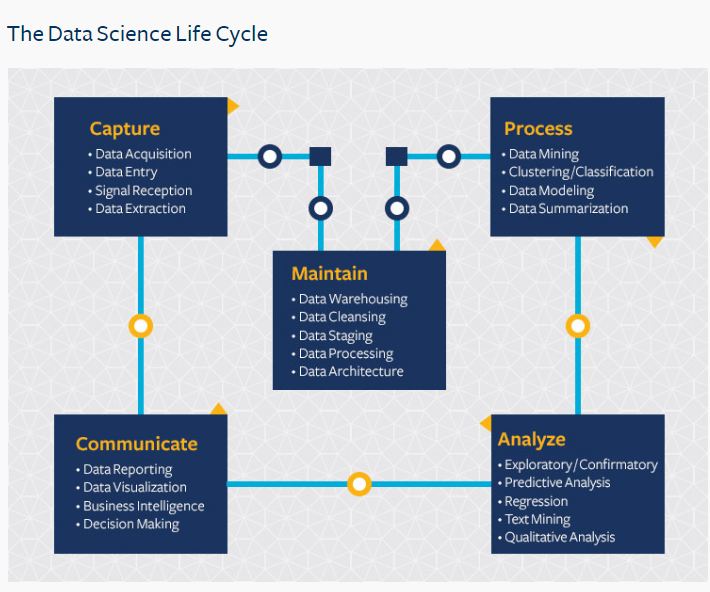 The Data Science Life Cycle
Capture
• Data Acquisition
• Data Entry
• Signal Reception
• Data Extraction
Process
• Data Mining
• Clustering/Classification
• Data Modeling
• Data Summarization
Maintain
• Data Warehousing
• Data Cleansing
• Data Staging
• Data Processing
• Data Architecture
Communicate
• Data Reporting
• Data Visualization
• Business Intelligence
• Decision Making
Analyze
• Exploratory/Confirmatory
• Predictive Analysis
• Regression
• Text Mining
• Qualitative Analysis